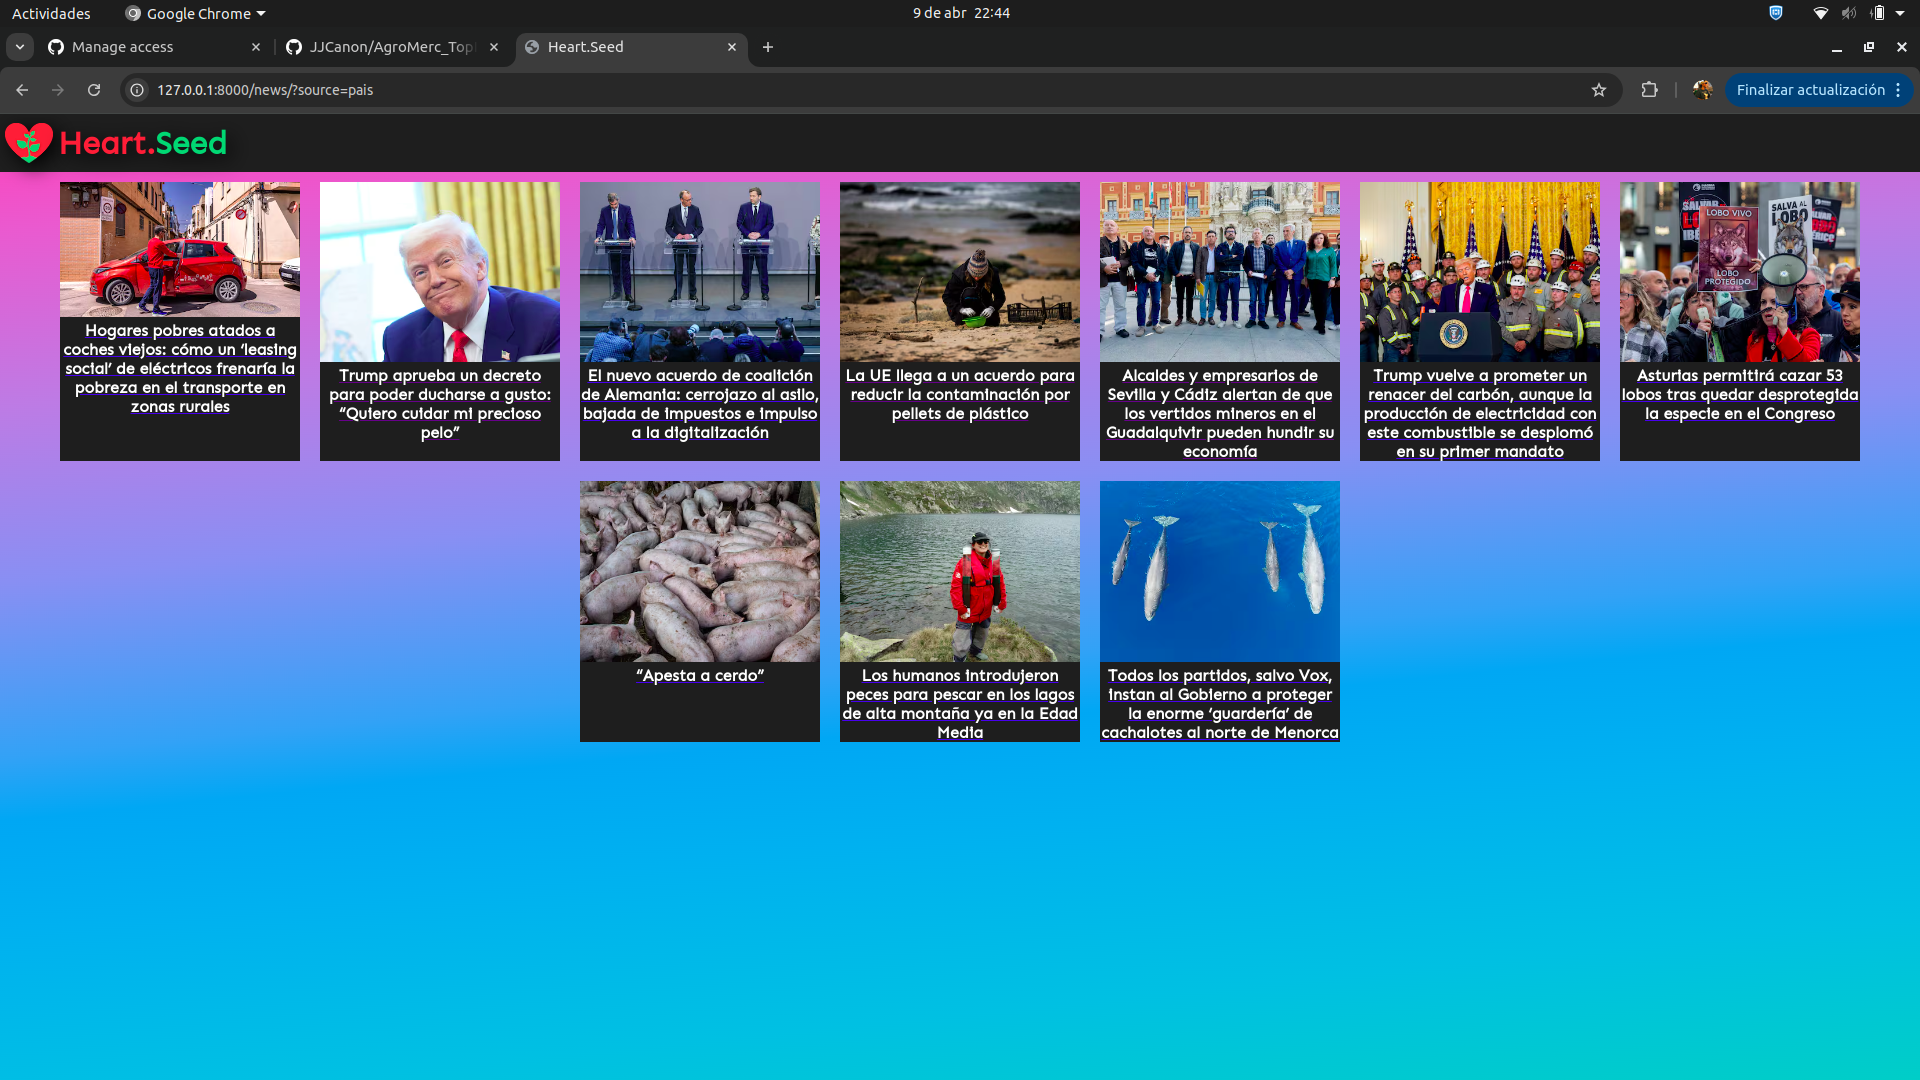 Actividades
Google Chrome
9 de abr 22:44
Manage access
JJCanon/AgroMerc_Top
Heart.Seed
127.0.0.1:8000/news/?source=pais
Finalizar actualización
Heart.Seed
SALVAR
SALVA AL
LOBO VIVO
LOBO
LOBO
PROTEGIDO
Hogares pobres atados a
coches viejos: cómo un ‘leasing
social’ de eléctricos frenaría la
pobreza en el transporte en
zonas rurales
Trump aprueba un decreto
para poder ducharse a gusto:
“Quiero cuidar mi precioso
pelo”
El nuevo acuerdo de coalición
de Alemania: cerrojazo al asilo,
bajada de impuestos e impulso
a la digitalización
La UE llega a un acuerdo para
reducir la contaminación por
pellets de plástico
Alcaldes y empresarios de
Sevilla y Cádiz alertan de que
los vertidos mineros en el
Guadalquivir pueden hundir su
economía
Trump vuelve a prometer un
renacer del carbón, aunque la
producción de electricidad con
este combustible se desplomó
en su primer mandato
Asturias permitirá cazar 53
lobos tras quedar desprotegida
la especie en el Congreso
“Apesta a cerdo”
Los humanos introdujeron
peces para pescar en los lagos
de alta montaña ya en la Edad
Media
Todos los partidos, salvo Vox,
instan al Gobierno a proteger
la enorme ‘guardería’ de
cachalotes al norte de Menorca